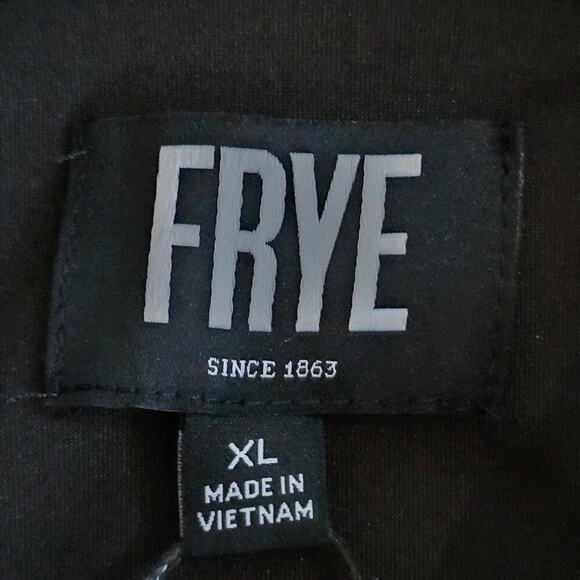 FRYE
SINCE 1863
XL
MADE IN
VIETNAM